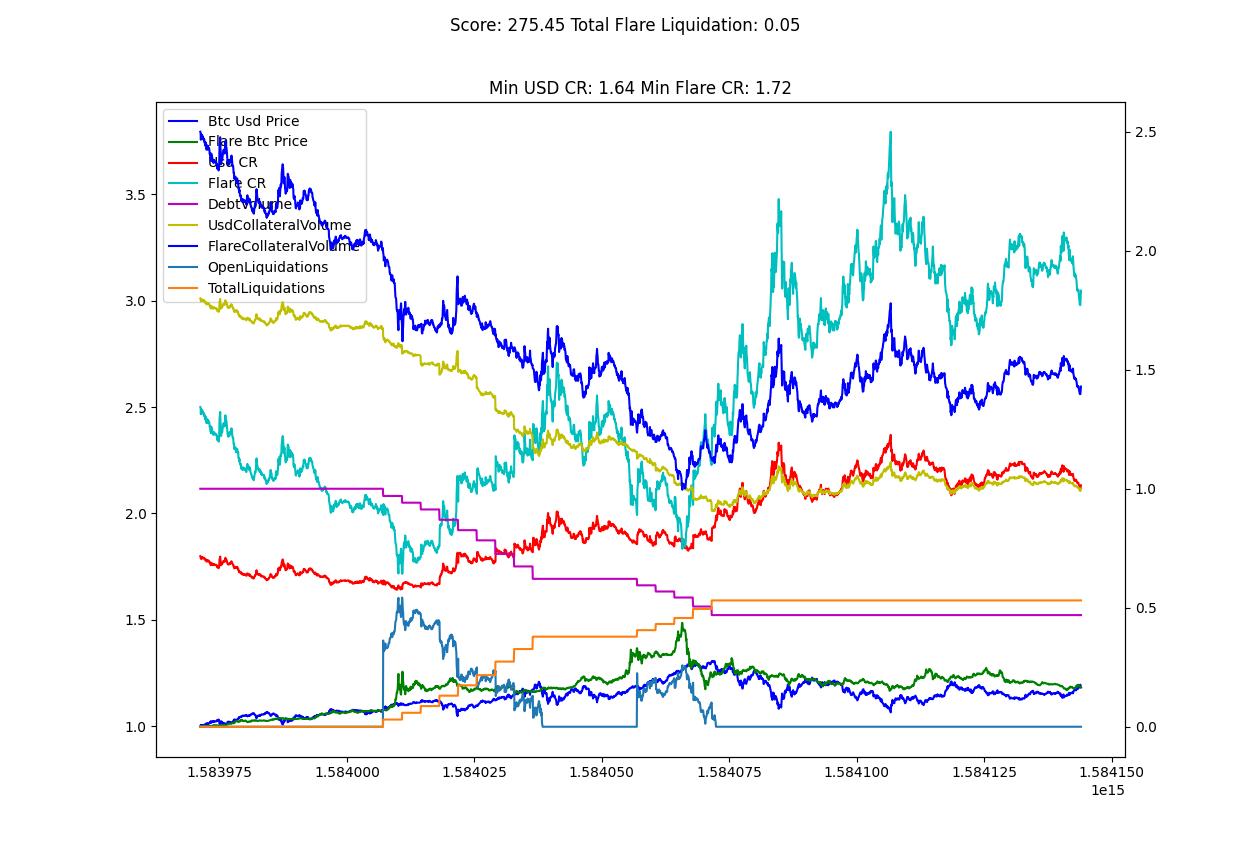 Score: 275.45 Total Flare Liquidation: 0.05
Min USD CR: 1.64 Min Flare CR: 1.72
Btc Usd Price
Flare Btc Price
Usd CR
Flare CR
DebtVolume
UsdCollateralVolume
FlareCollateralVolume
OpenLiquidations
TotalLiquidations
3.5
3.0
2.5
2.0
1.5
1.0
2.5
2.0
1.5
1.0
0.5
0.0
1.583975
1.584000
1.584025
1.584050
1.584075
1.584100
1.584125
1.584150
1e15